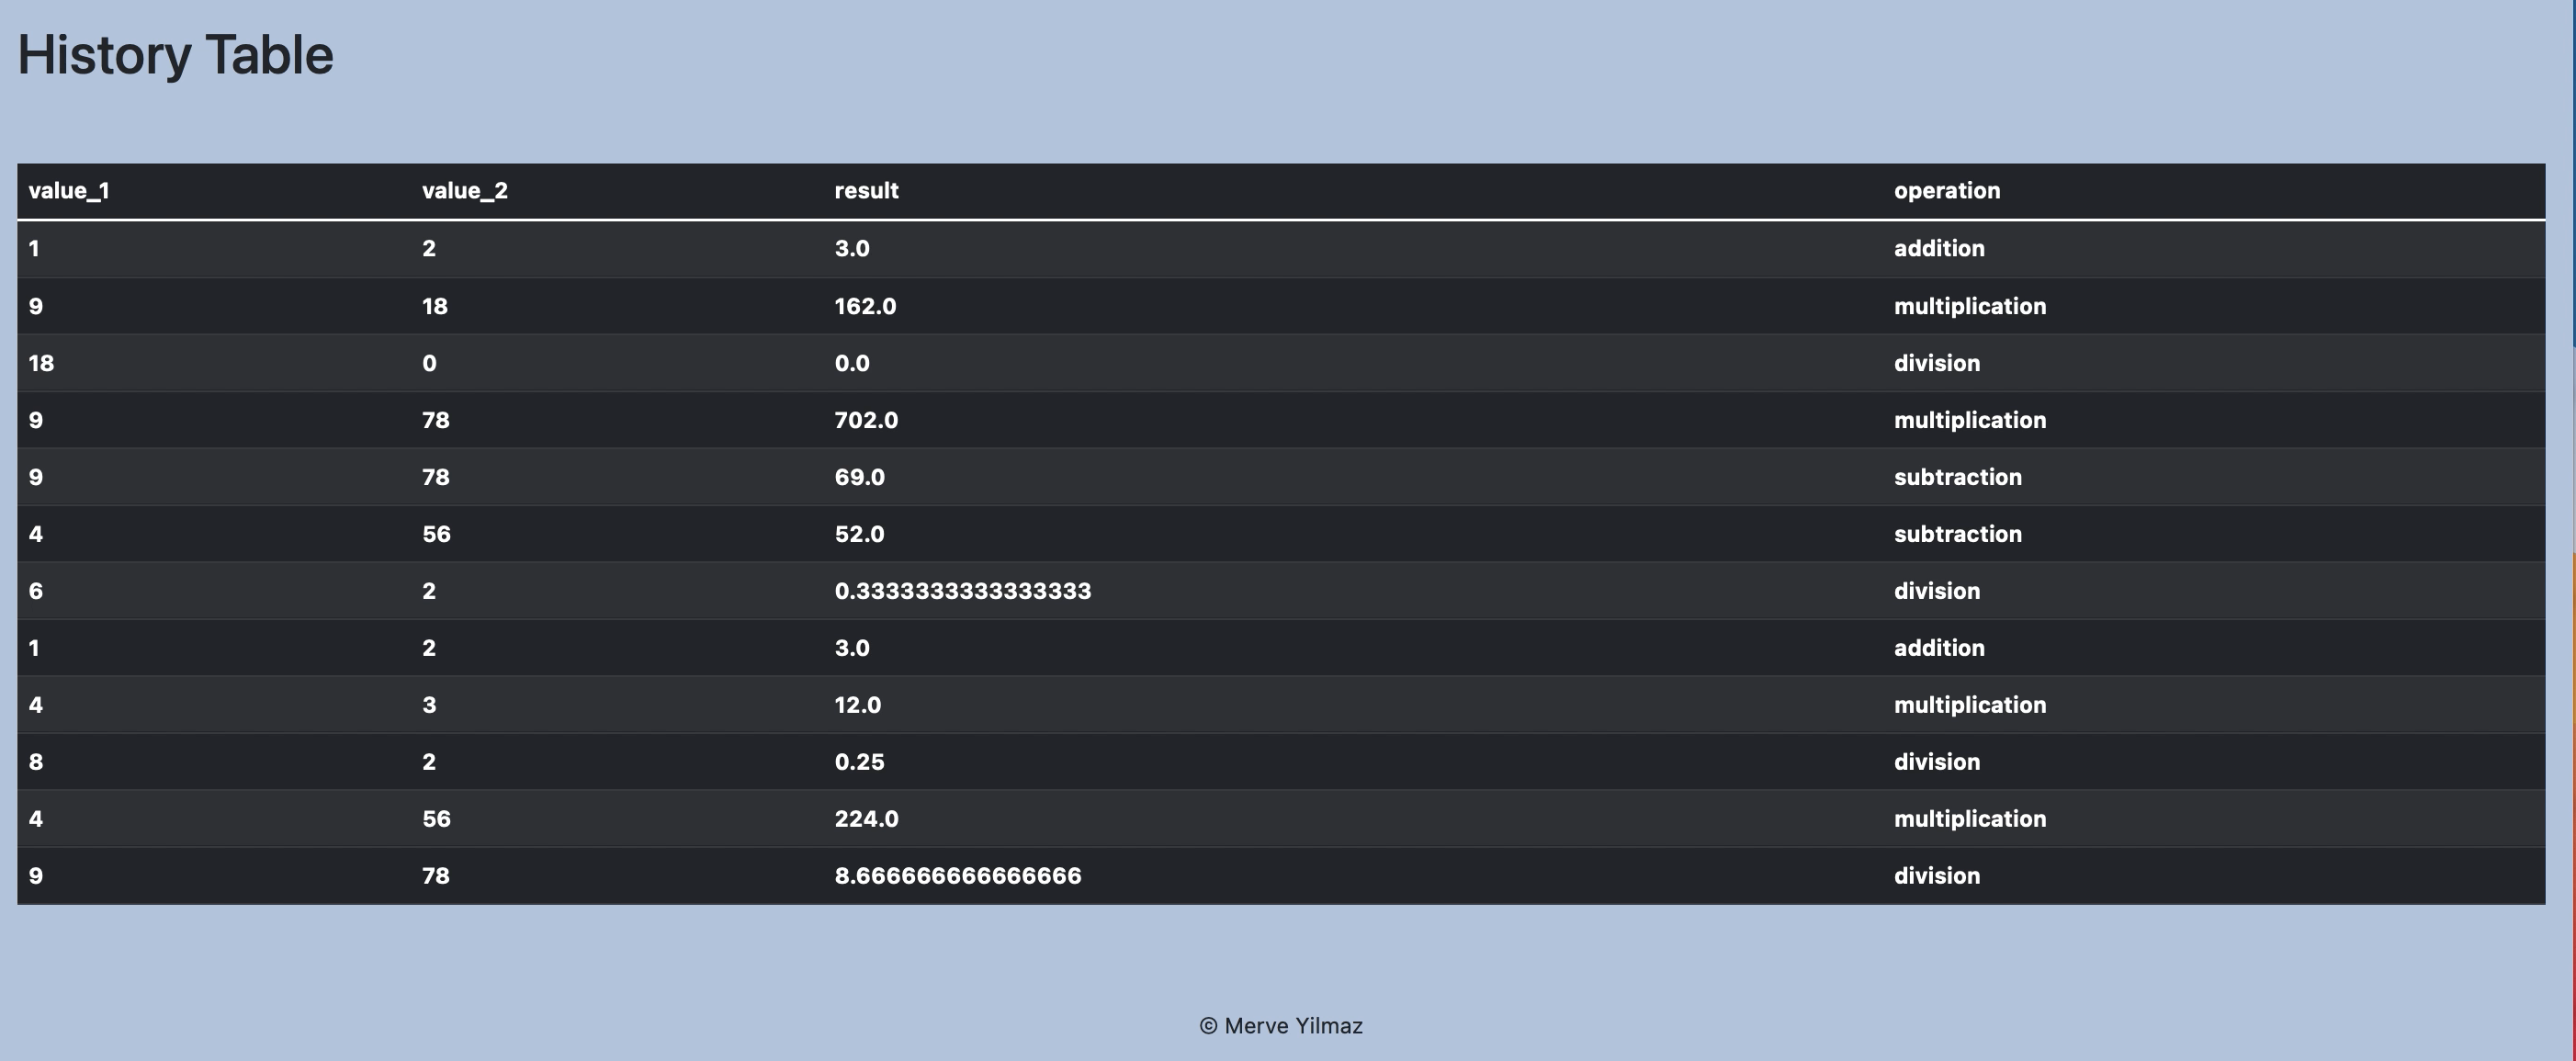 History Table
value_1 value_2 result operation
1 2 3.0 addition
9 18 162.0 multiplication
18 0 0.0 division
9 78 702.0 multiplication
9 78 69.0 subtraction
4 56 52.0 subtraction
6 2 0.3333333333333333 division
1 2 3.0 addition
4 3 12.0 multiplication
8 2 0.25 division
4 56 224.0 multiplication
9 78 8.666666666666666 division
© Merve Yilmaz